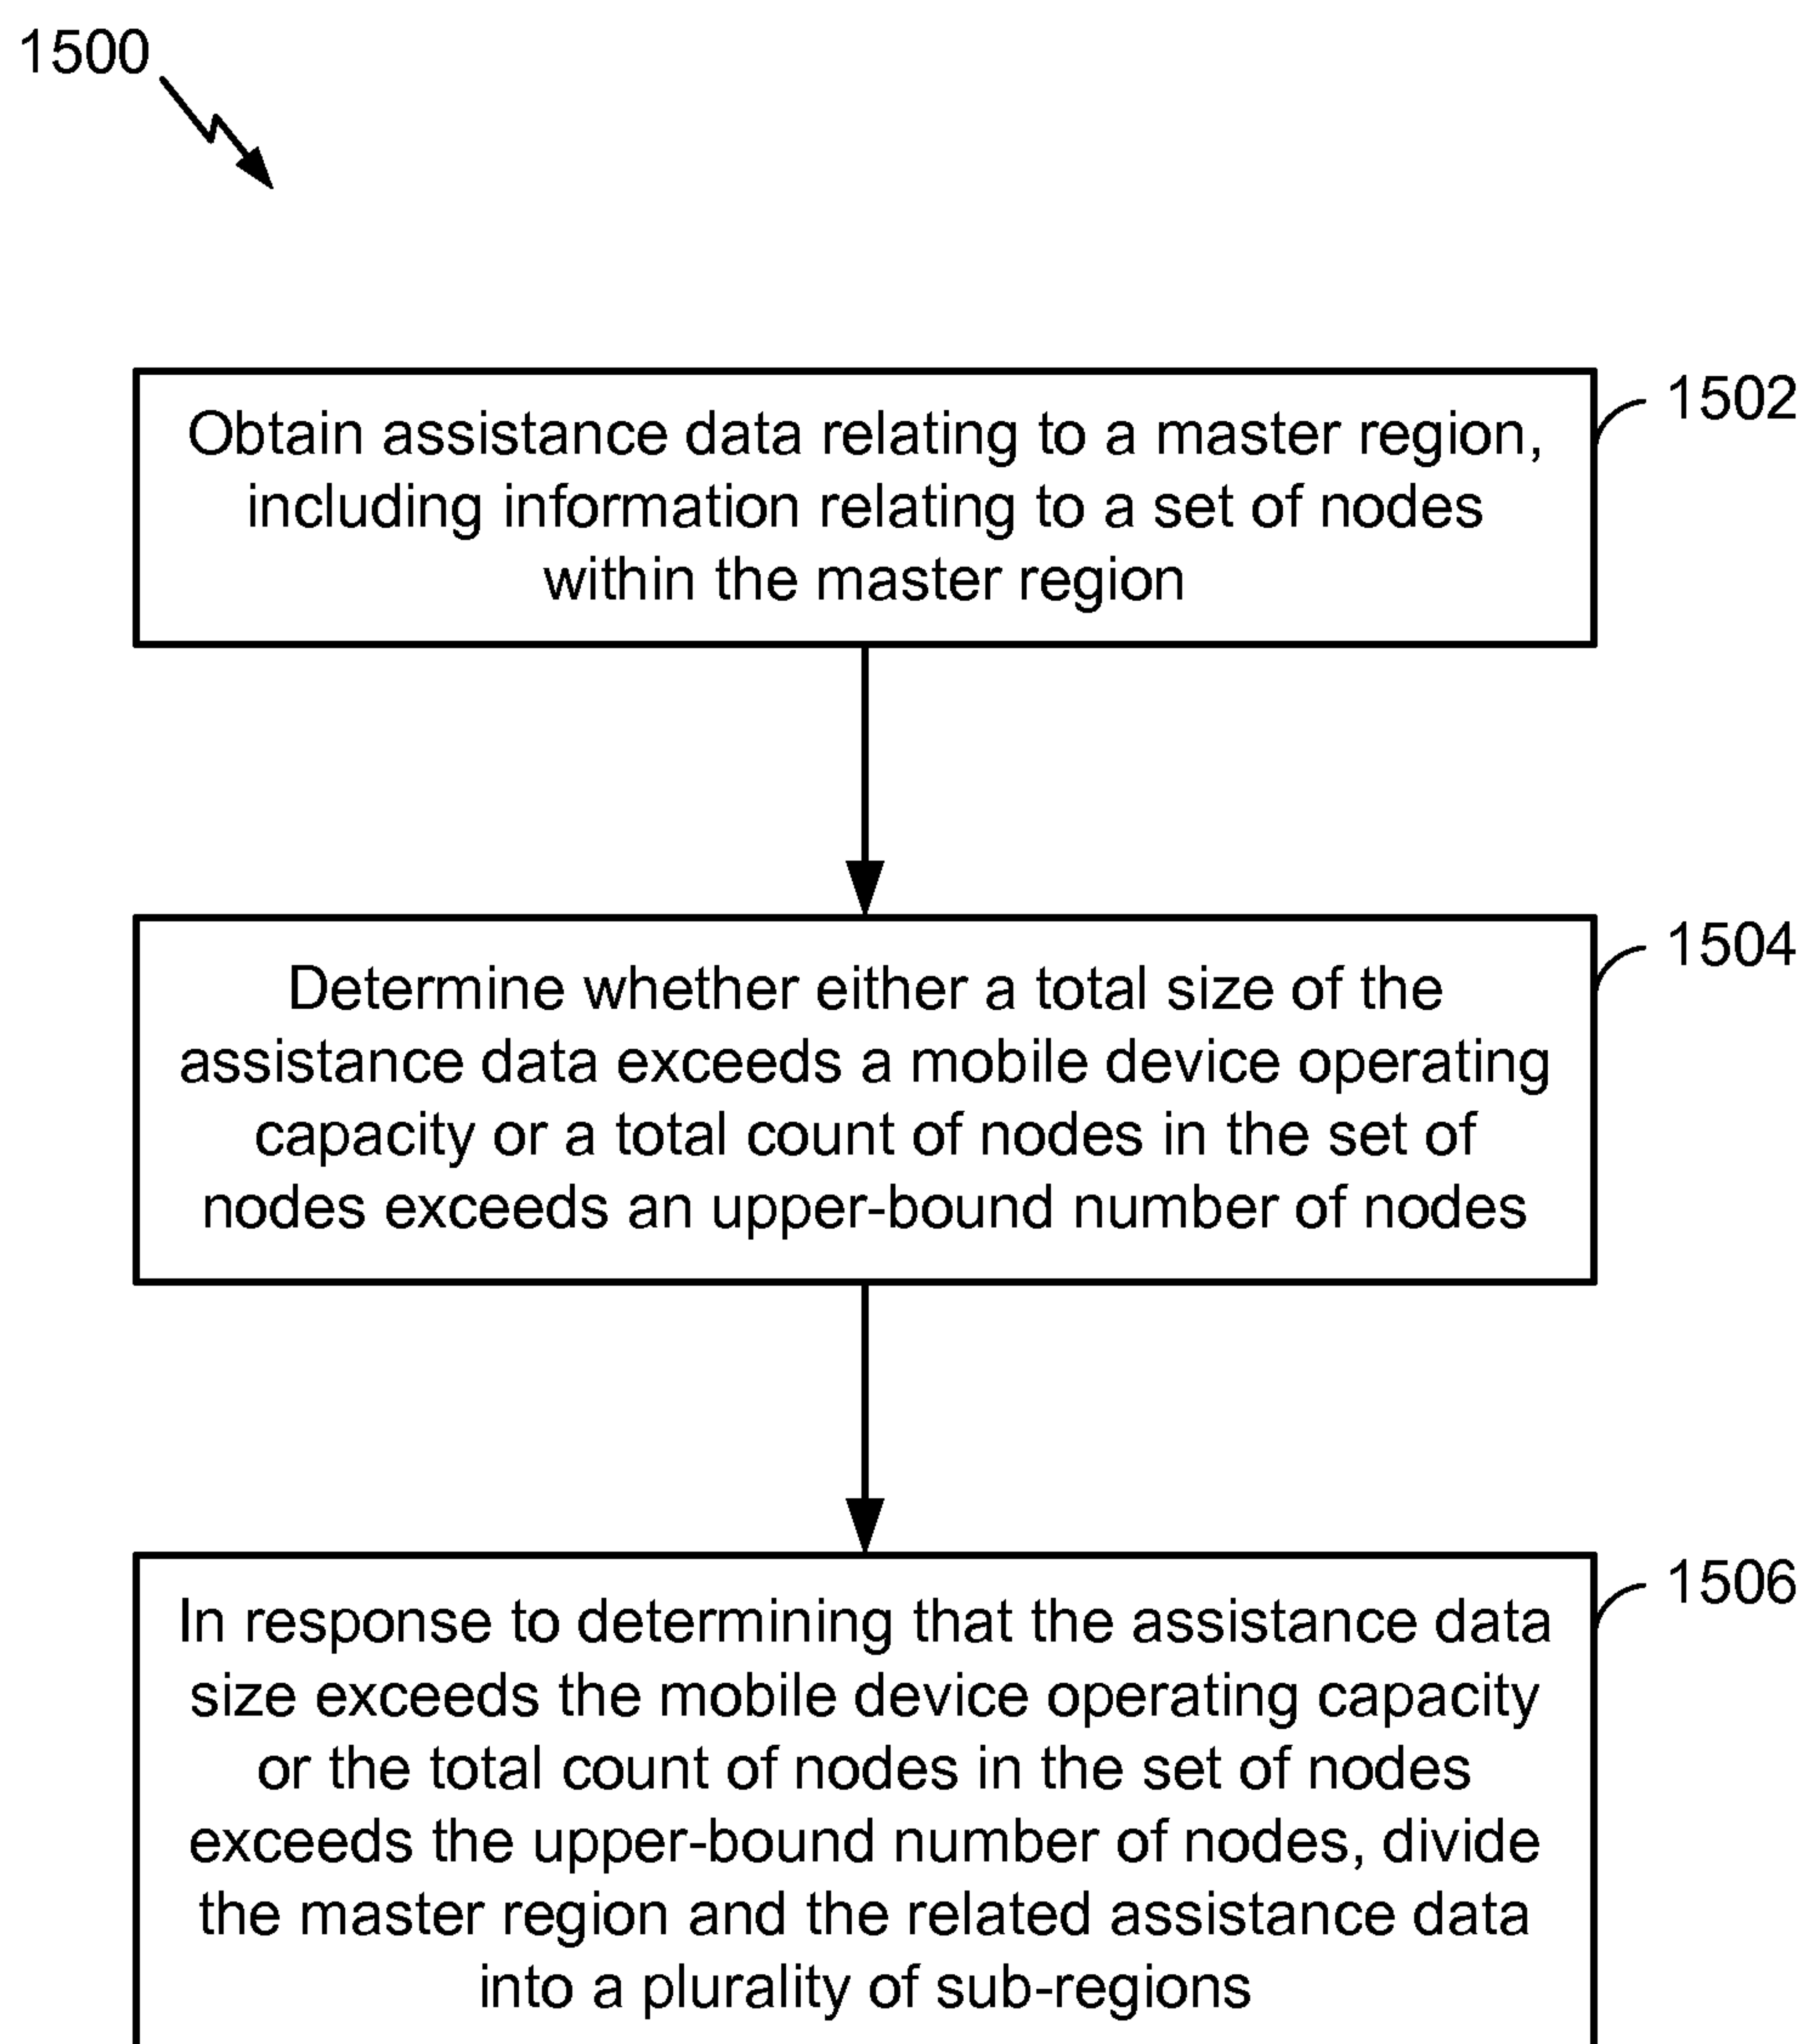 1500
1502
Obtain assistance data relating to a master region,
including information relating to a set of nodes
within the master region
1504
Determine whether either a total size of the
assistance data exceeds a mobile device operating
capacity or a total count of nodes in the set of
nodes exceeds an upper-bound number of nodes
1506
In response to determining that the assistance data
size exceeds the mobile device operating capacity
or the total count of nodes in the set of nodes
exceeds the upper-bound number of nodes, divide
the master region and the related assistance data
into a plurality of sub-regions